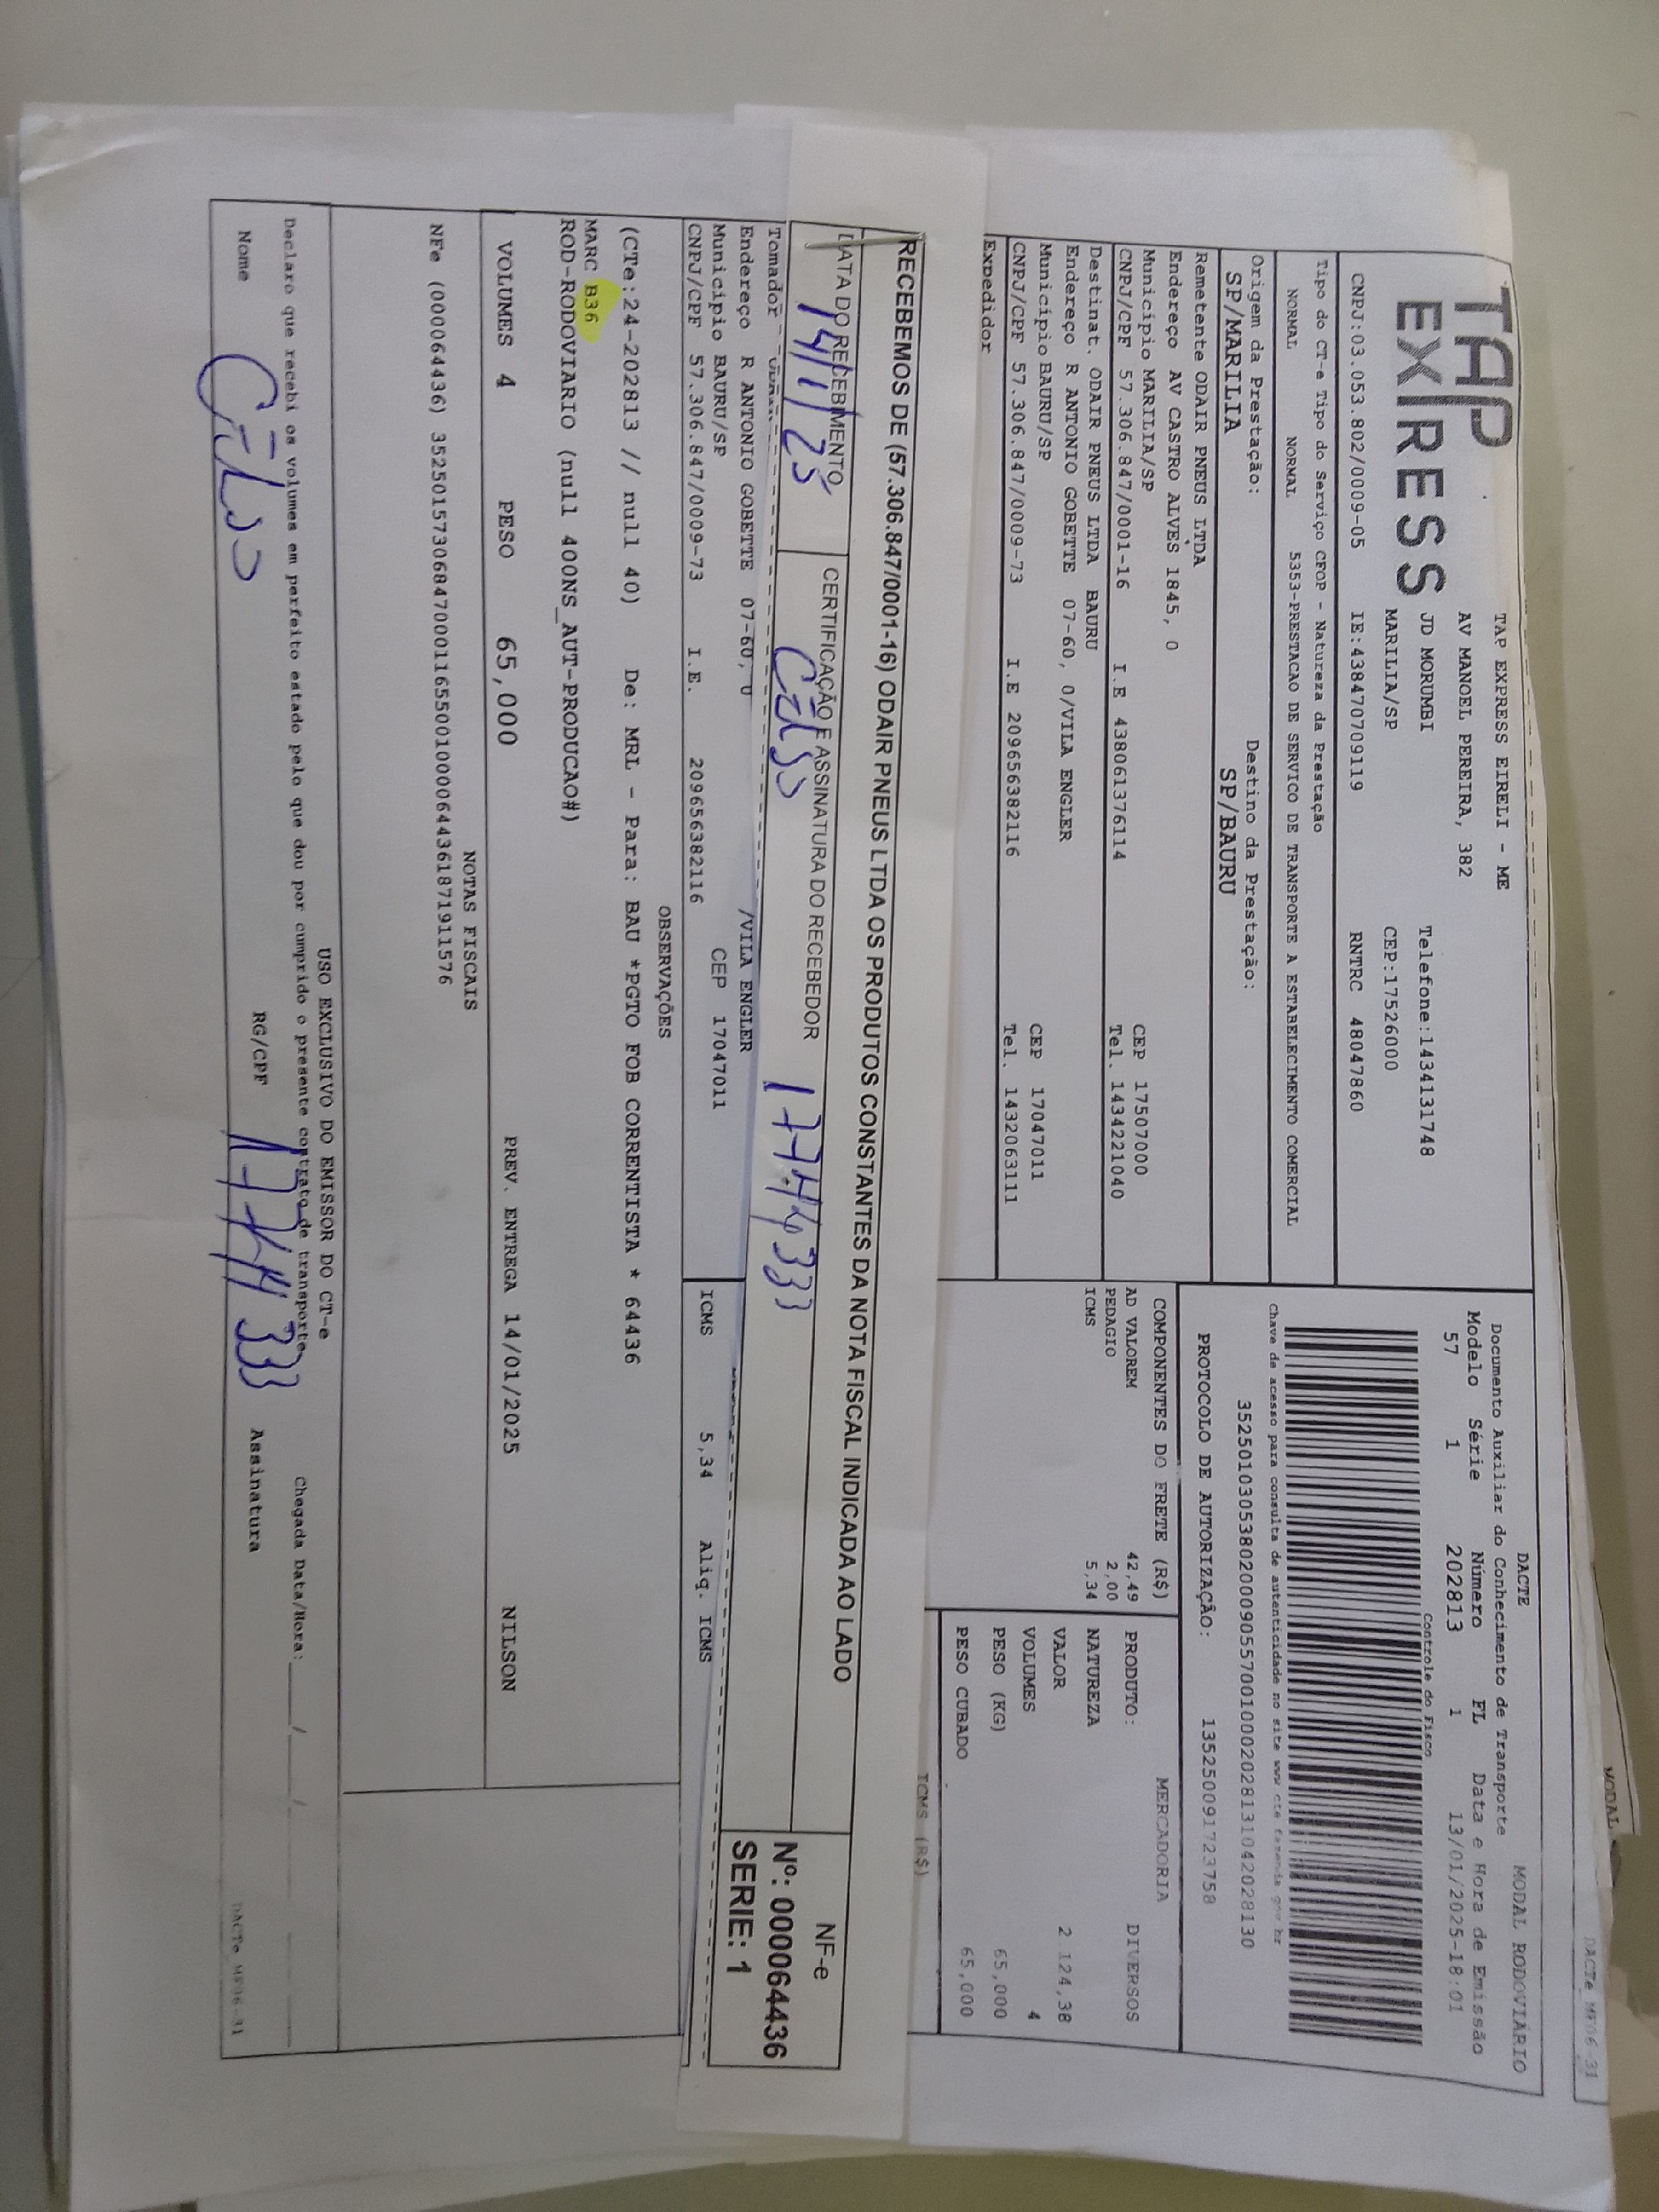 MODAL
DACTe MF06 31
TAP
EXPRESS
TAP EXPRESS EIRELI - ME
AV MANOEL PEREIRA, 382
JD MORUMBI Telefone:1434131748
MARILIA/SP CEP:17526000
CNPJ:03.053.802/0009-05 IE:438470709119 RNTRC 48047860
DACTE MODAL RODOVIÁRIO
Documento Auxiliar do Conhecimento de Transporte
Modelo Série Número FL Data e Hora de Emissão
57 1 202813 1 13/01/2025-18:01
Controle do Fisco
Chave de acesso para consulta de autenticidade no site www cte fazenda gov br
35250103053802000905570010002028131042028130
PROTOCOLO DE AUTORIZAÇÃO: 135250091723758
Tipo do CT-e Tipo do Serviço CFOP - Natureza da Prestação
NORMAL NORMAL 5353-PRESTACAO DE SERVICO DE TRANSPORTE A ESTABELECIMENTO COMERCIAL
Origem da Prestação: Destino da Prestação:
SP/MARILIA SP/BAURU
Remetente ODAIR PNEUS LTDA
Endereço AV CASTRO ALVES 1845, 0
Município MARILIA/SP CEP 17507000
CNPJ/CPF 57.306.847/0001-16 I.E 438061376114 Tel. 1434221040
Destinat. ODAIR PNEUS LTDA BAURU
Endereço R ANTONIO GOBETTE 07-60, 0/VILA ENGLER
Município BAURU/SP CEP 17047011
CNPJ/CPF 57.306.847/0009-73 I.E 209656382116 Tel. 1432063111
Expedidor
COMPONENTES DO FRETE (R$)
AD VALOREM 42,49
PEDAGIO 2,00
ICMS 5,34
MERCADORIA
PRODUTO: DIVERSOS
NATUREZA
VALOR 2.124,38
VOLUMES 4
PESO (KG) 65,000
PESO CUBADO 65,000
ICMS (R$)
RECEBEMOS DE (57.306.847/0001-16) ODAIR PNEUS LTDA OS PRODUTOS CONSTANTES DA NOTA FISCAL INDICADA AO LADO
DATA DO RECEBIMENTO CERTIFICAÇÃO E ASSINATURA DO RECEBEDOR
14/1/25 CELSO
NF-e
Nº: 000064436
SERIE: 1
Tomador
Endereço R ANTONIO GOBETTE 07-60, 0 /VILA ENGLER
Município BAURU/SP CEP 17047011
CNPJ/CPF 57.306.847/0009-73 I.E. 209656382116
ICMS 5,34 Aliq. ICMS
OBSERVAÇÕES
(CTe:24-202813 // null 40) De: MRL - Para: BAU *PGTO FOB CORRENTISTA * 64436
MARC B36
ROD-RODOVIARIO (null 400NS_AUT-PRODUCAO#)
VOLUMES 4 PESO 65,000 PREV. ENTREGA 14/01/2025 NILSON
NOTAS FISCAIS
NFe (000064436) 35250157306847000116550010000644361871911576
USO EXCLUSIVO DO EMISSOR DO CT-e
Declaro que recebi os volumes em perfeito estado pelo que dou por cumprido o presente contrato de transporte Chegada Data/Hora:____/____/____
Nome CELSO RG/CPF Assinatura
DACTe MF06 31